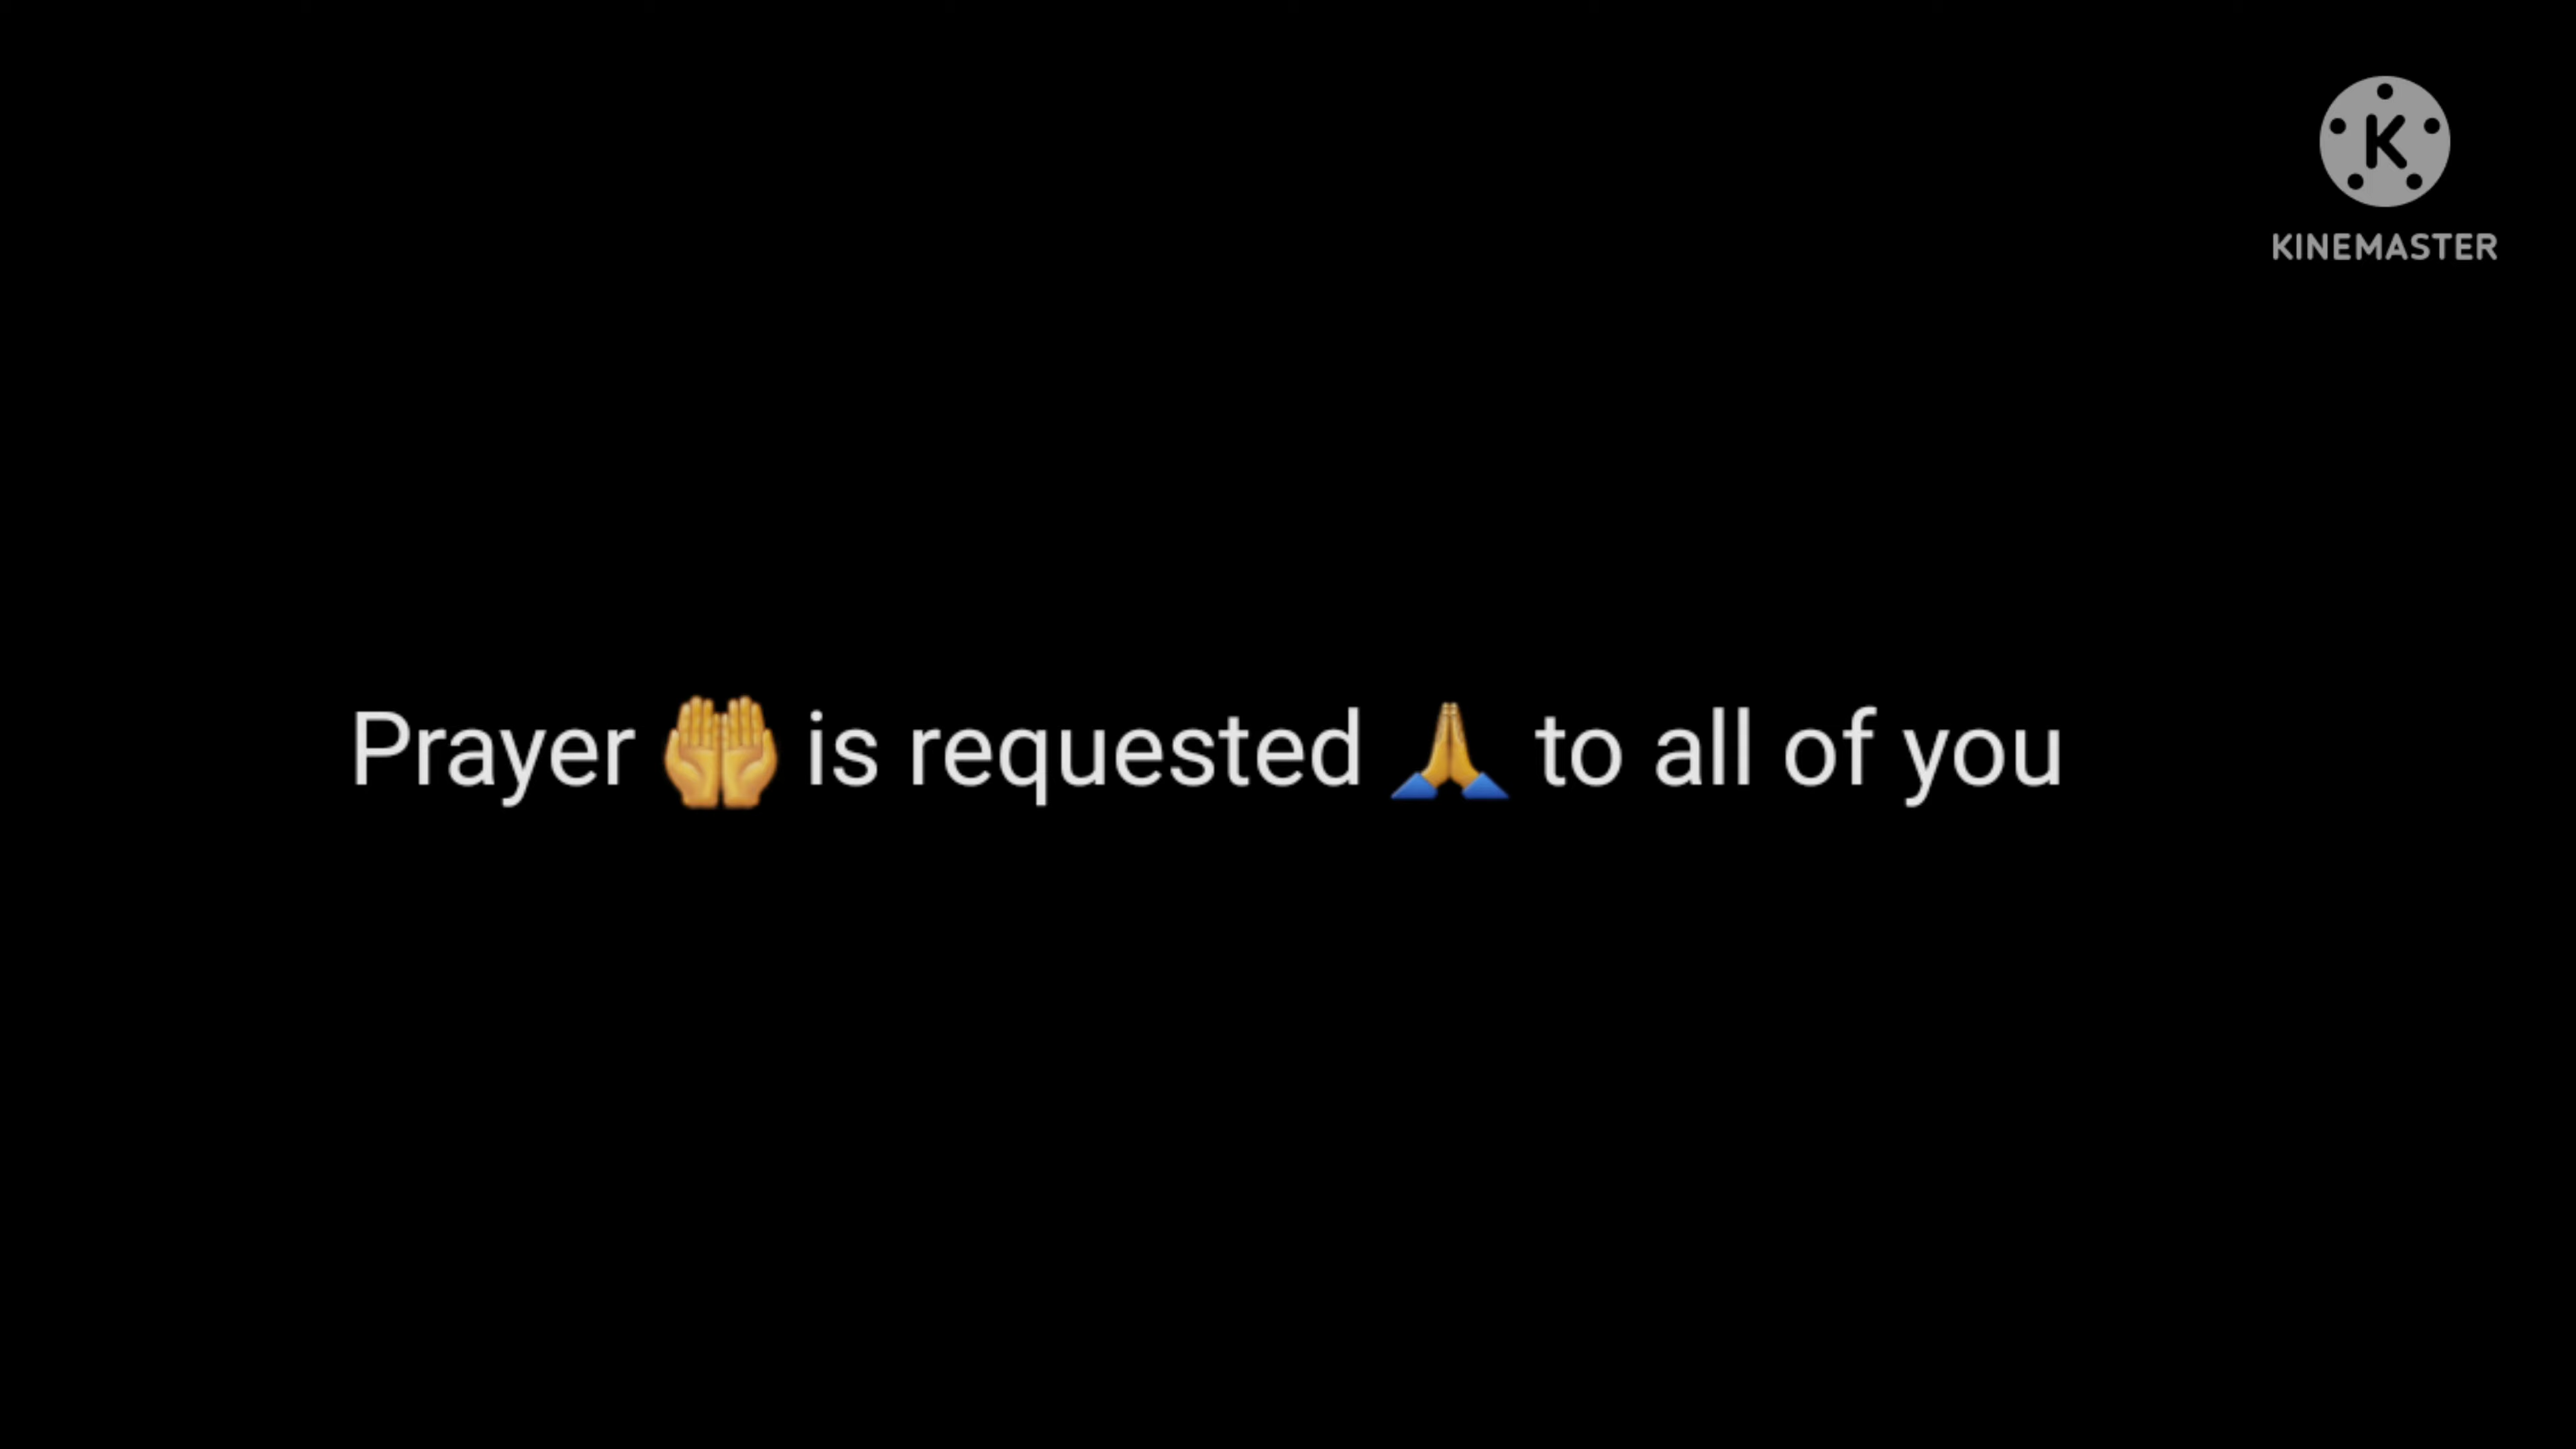 K
KINEMASTER
Prayer 🤲 is requested 🙏 to all of you